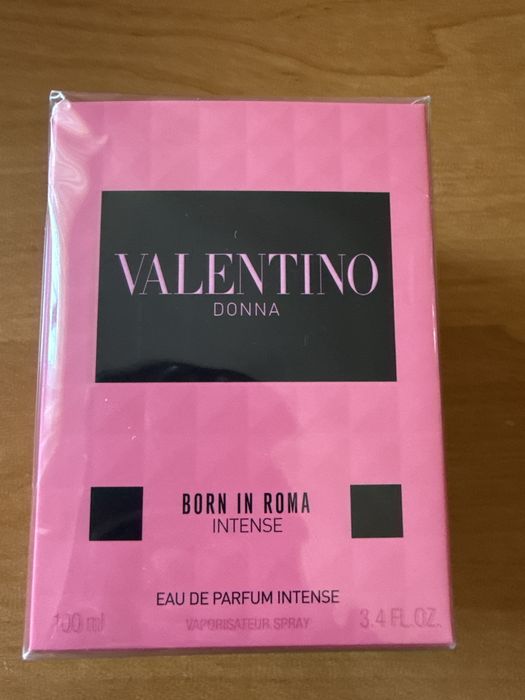 VALENTINO
DONNA
BORN IN ROMA
INTENSE
EAU DE PARFUM INTENSE
100 ml VAPORISATEUR SPRAY 3.4 FL.OZ.